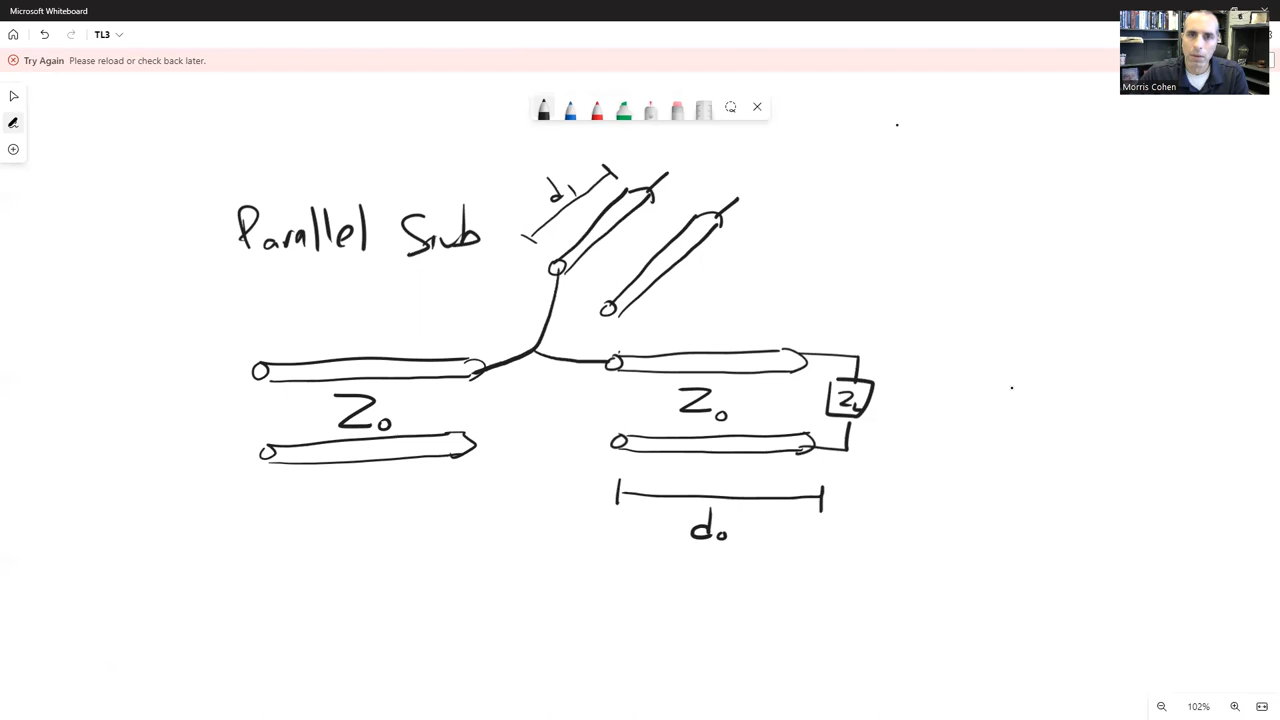 Microsoft Whiteboard
TL3
Try Again Please reload or check back later.
Morris Cohen
d₁
Parallel Stub
Z₀
Z₀
Z_L
d₀
102%